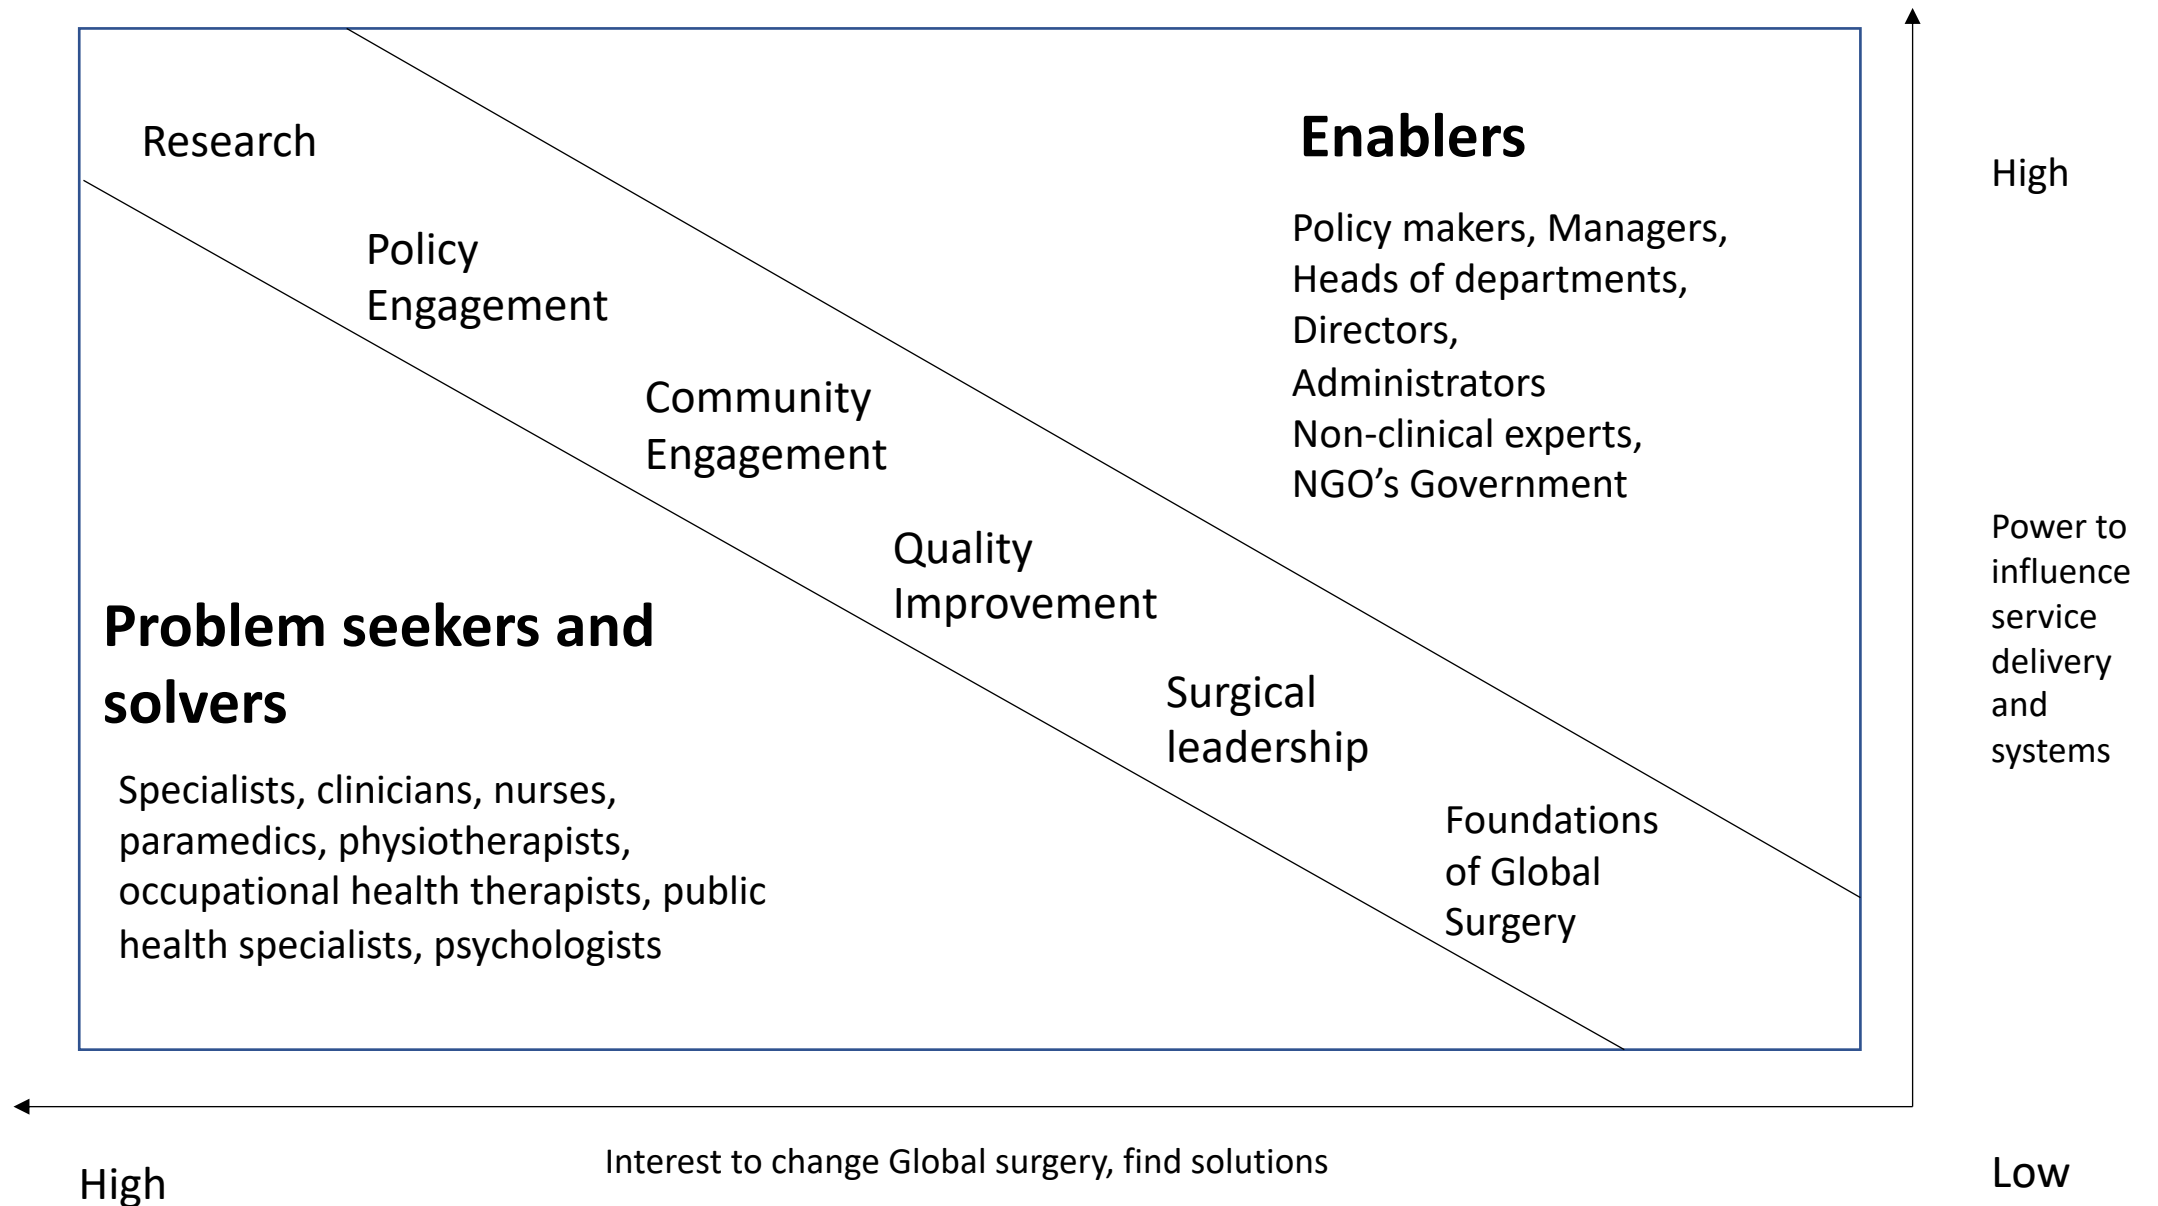 Research
Policy
Engagement
Community
Engagement
Quality
Improvement
Surgical
leadership
Foundations
of Global
Surgery
Enablers
Policy makers, Managers,
Heads of departments,
Directors,
Administrators
Non-clinical experts,
NGO’s Government
Problem seekers and
solvers
Specialists, clinicians, nurses,
paramedics, physiotherapists,
occupational health therapists, public
health specialists, psychologists
High
Power to
influence
service
delivery
and
systems
Low
Interest to change Global surgery, find solutions
High